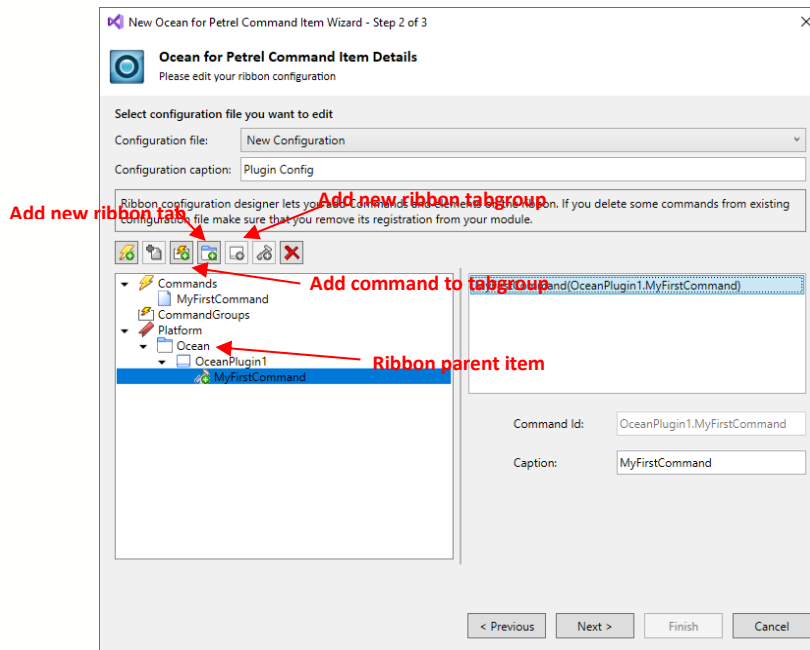 New Ocean for Petrel Command Item Wizard - Step 2 of 3
Ocean for Petrel Command Item Details
Please edit your ribbon configuration
Select configuration file you want to edit
Configuration file: New Configuration
Configuration caption: Plugin Config
Add new ribbon tab
Add new ribbon tabgroup
Ribbon configuration designer lets you add Commands and elements on the ribbon. If you delete some commands from existing
configuration file make sure that you remove its registration from your module.
Add command to tabgroup
Commands
MyFirstCommand
CommandGroups
Platform
Ocean
OceanPlugin1
MyFirstCommand
Ribbon parent item
MyFirstCommand(OceanPlugin1.MyFirstCommand)
Command Id: OceanPlugin1.MyFirstCommand
Caption: MyFirstCommand
< Previous Next > Finish Cancel